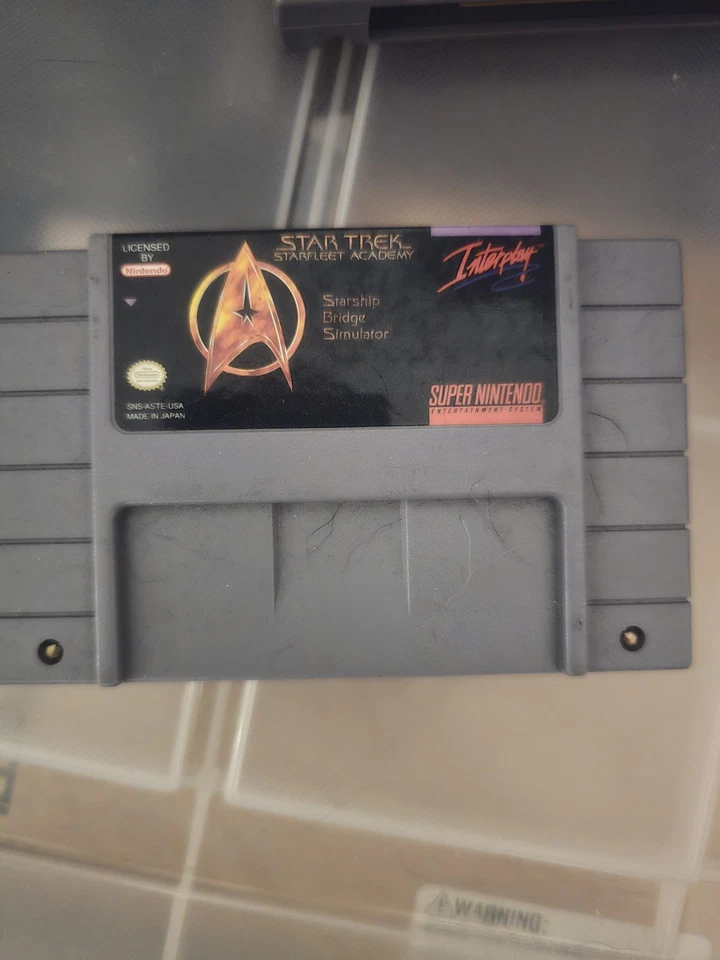 LICENSED
BY
Nintendo
STAR TREK
STARFLEET ACADEMY
Starship
Bridge
Simulator
Interplay™
SNS-ASTE-USA
MADE IN JAPAN
SUPER NINTENDO
ENTERTAINMENT SYSTEM
WARNING: